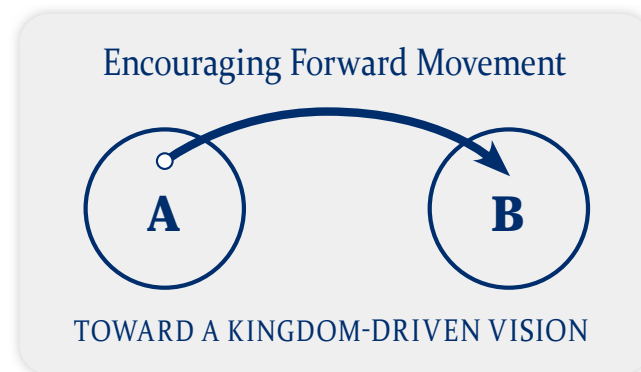 Encouraging Forward Movement
A B
TOWARD A KINGDOM-DRIVEN VISION